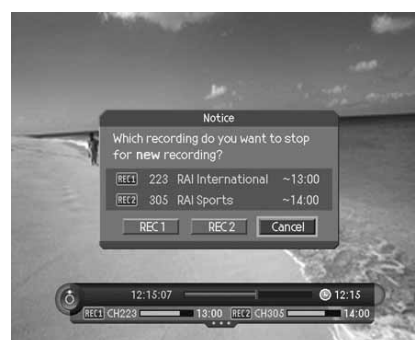 Notice
Which recording do you want to stop
for new recording?
REC1 223 RAI International ~13:00
REC2 305 RAI Sports ~14:00
REC 1 REC 2 Cancel
12:15:07 12:15
REC1 CH223 13:00 REC2 CH305 14:00